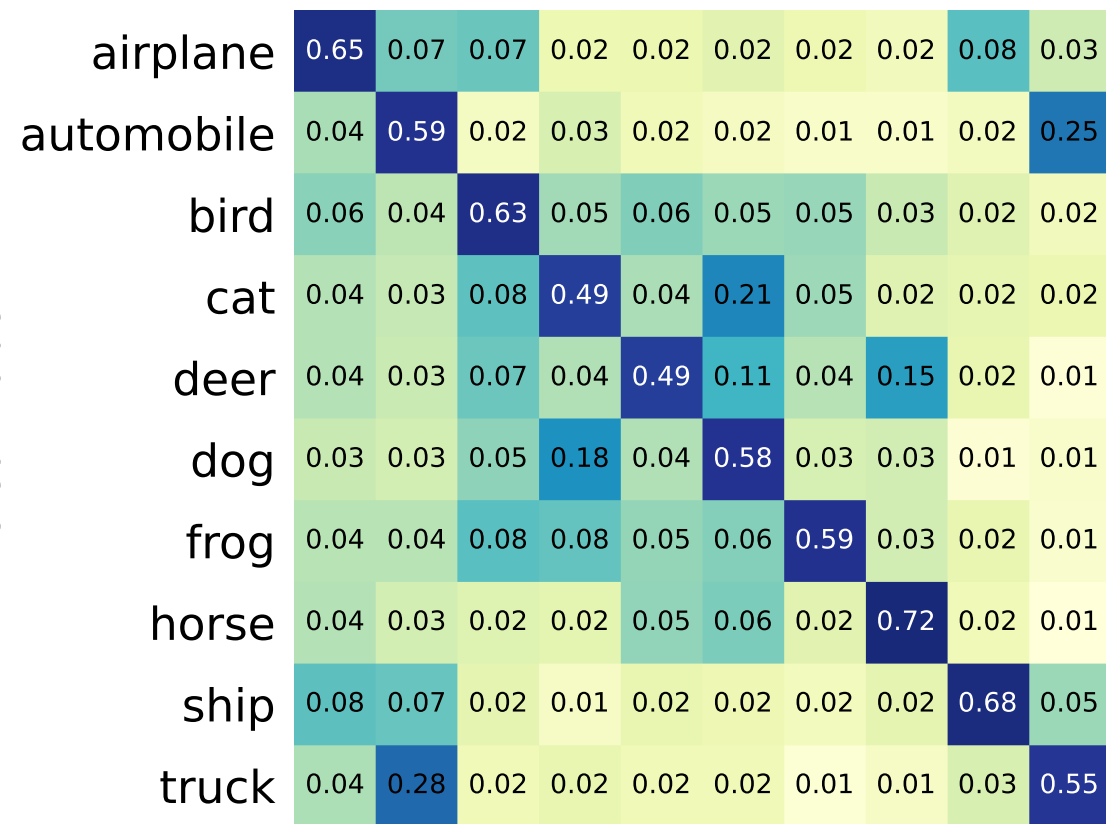 airplane 0.65 0.07 0.07 0.02 0.02 0.02 0.02 0.02 0.08 0.03
automobile 0.04 0.59 0.02 0.03 0.02 0.02 0.01 0.01 0.02 0.25
bird 0.06 0.04 0.63 0.05 0.06 0.05 0.05 0.03 0.02 0.02
cat 0.04 0.03 0.08 0.49 0.04 0.21 0.05 0.02 0.02 0.02
deer 0.04 0.03 0.07 0.04 0.49 0.11 0.04 0.15 0.02 0.01
dog 0.03 0.03 0.05 0.18 0.04 0.58 0.03 0.03 0.01 0.01
frog 0.04 0.04 0.08 0.08 0.05 0.06 0.59 0.03 0.02 0.01
horse 0.04 0.03 0.02 0.02 0.05 0.06 0.02 0.72 0.02 0.01
ship 0.08 0.07 0.02 0.01 0.02 0.02 0.02 0.02 0.68 0.05
truck 0.04 0.28 0.02 0.02 0.02 0.02 0.01 0.01 0.03 0.55